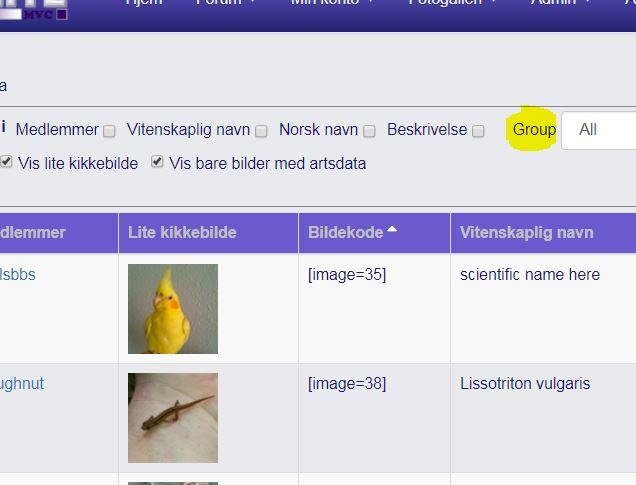 MVC
Hjem Forum Min konto Fotogalleri Admin
a
i Medlemmer Vitenskaplig navn Norsk navn Beskrivelse Group All
Vis lite kikkebilde Vis bare bilder med artsdata
dlemmer Lite kikkebilde Bildekode Vitenskaplig navn
lsbbs [image=35] scientific name here
ughnut [image=38] Lissotriton vulgaris